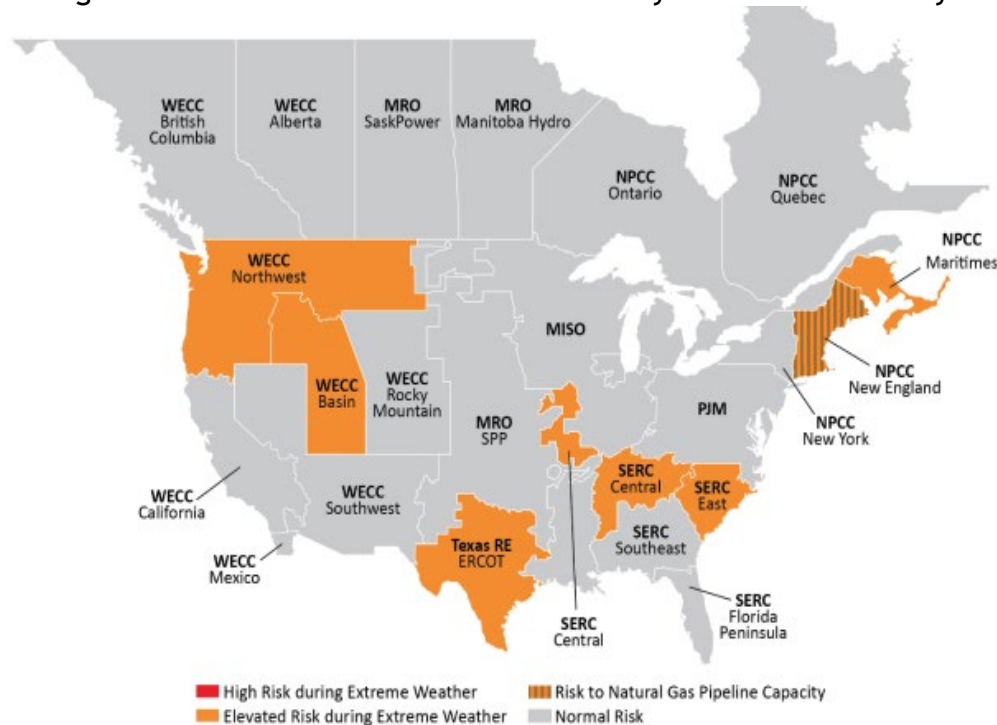 WECC
British
Columbia
WECC
Alberta
MRO
SaskPower
MRO
Manitoba Hydro
NPCC
Ontario
NPCC
Quebec
NPCC
Maritimes
WECC
Northwest
MISO
NPCC
New England
WECC
Basin
WECC
Rocky
Mountain
MRO
SPP
PJM
NPCC
New York
WECC
California
WECC
Southwest
SERC
Central
SERC
East
SERC
Southeast
Texas RE
ERCOT
WECC
Mexico
SERC
Central
SERC
Florida
Peninsula
High Risk during Extreme Weather
Risk to Natural Gas Pipeline Capacity
Elevated Risk during Extreme Weather
Normal Risk